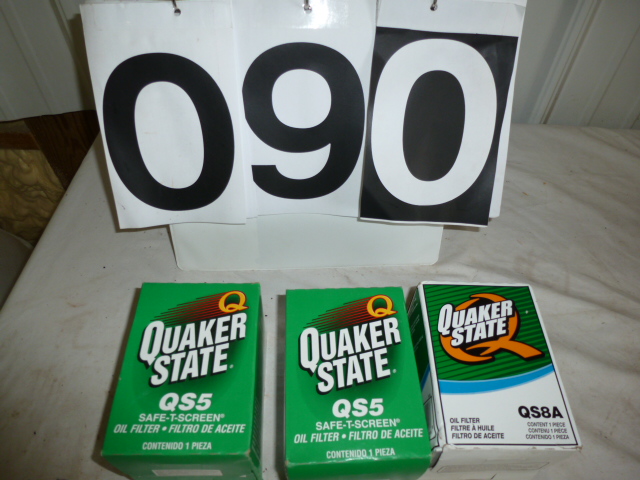 090
QUAKER
STATE®
QS5
SAFE-T-SCREEN®
OIL FILTER • FILTRO DE ACEITE
CONTENIDO 1 PIEZA
QUAKER
STATE®
QS5
SAFE-T-SCREEN®
OIL FILTER • FILTRO DE ACEITE
CONTENIDO 1 PIEZA
QUAKER
STATE
OIL FILTER
FILTRE À HUILE
FILTRO DE ACEITE
QS8A
CONTENT 1 PIECE
CONTENU 1 PIECE
CONTENIDO 1 PIEZA